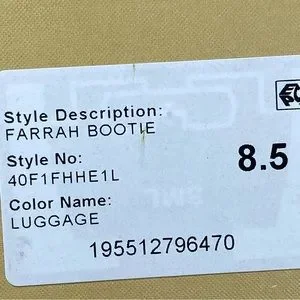 Style Description:
FARRAH BOOTIE
Style No:
40F1FHHE1L
8.5
Color Name:
LUGGAGE
195512796470